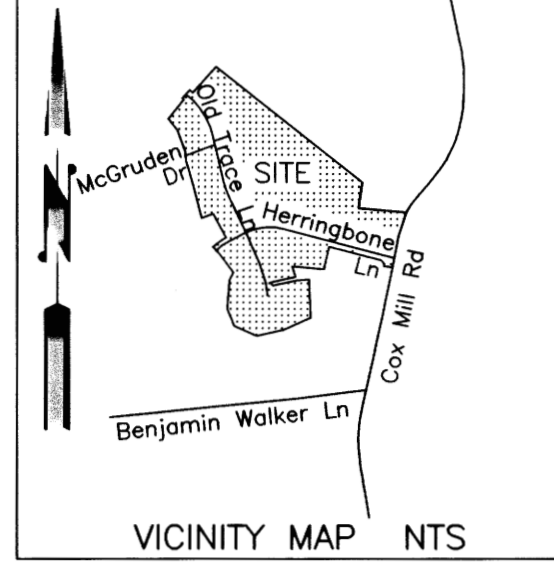 Old Trace Ln
McGruden
Dr
SITE
Herringbone
Ln
Cox Mill Rd
Benjamin Walker Ln
VICINITY MAP NTS